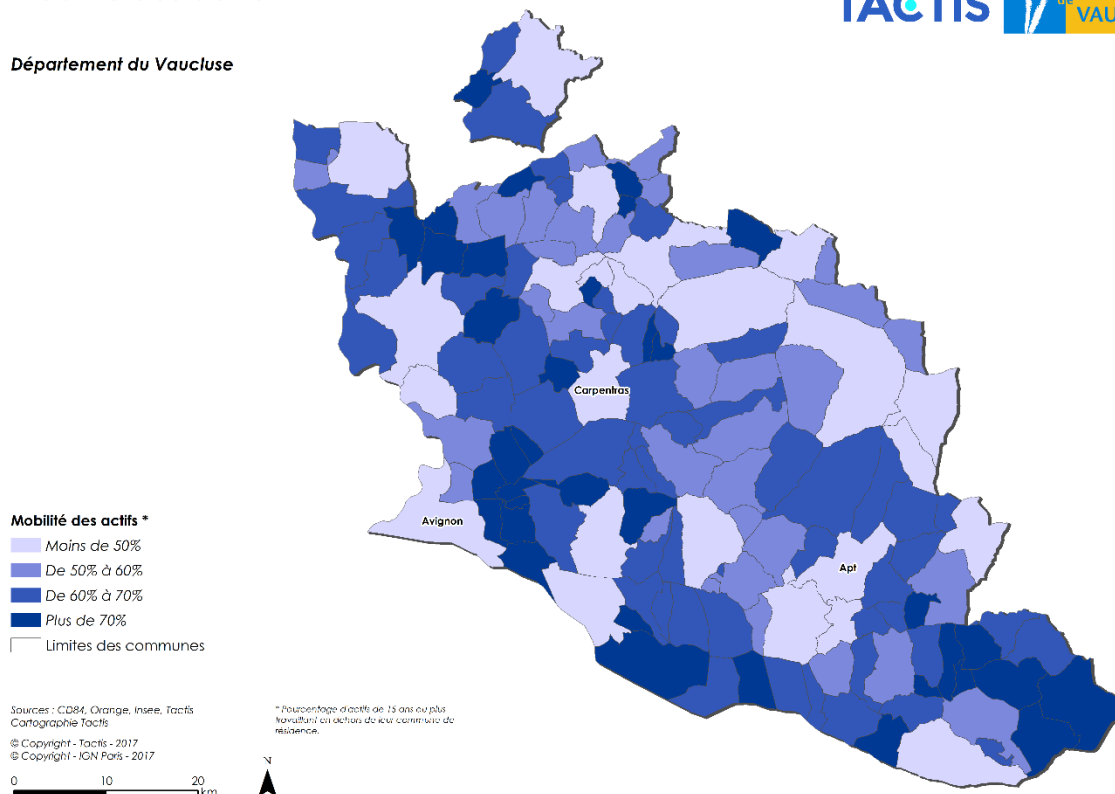 TACTIS
de
VAU
Département du Vaucluse
Carpentras
Avignon
Apt
Mobilité des actifs *
Moins de 50%
De 50% à 60%
De 60% à 70%
Plus de 70%
Limites des communes
Sources : CD84, Orange, Insee, Tactis
Cartographie Tactis
© Copyright - Tactis - 2017
© Copyright - IGN Paris - 2017
* Pourcentage d'actifs de 15 ans ou plus
travaillant en dehors de leur commune de
résidence.
N
0 10 20
km